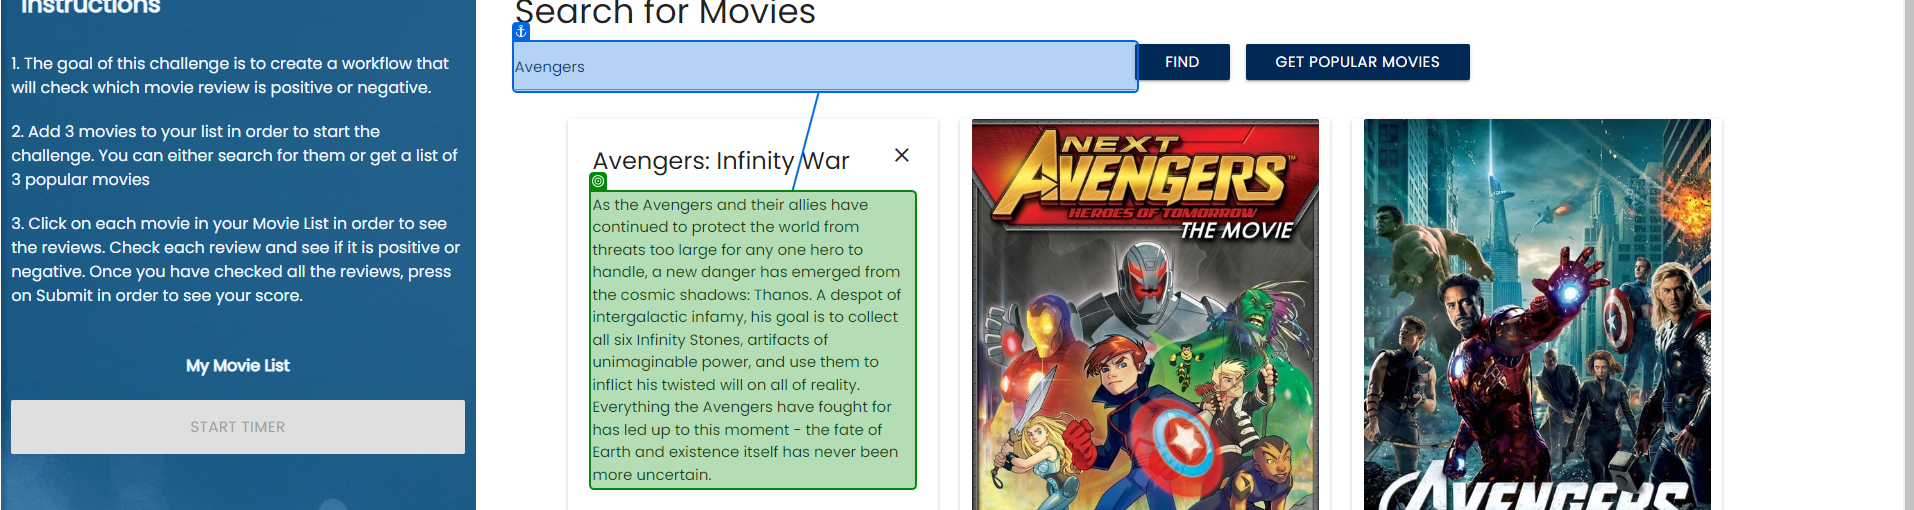 Instructions
1. The goal of this challenge is to create a workflow that
will check which movie review is positive or negative.
2. Add 3 movies to your list in order to start the
challenge. You can either search for them or get a list of
3 popular movies
3. Click on each movie in your Movie List in order to see
the reviews. Check each review and see if it is positive or
negative. Once you have checked all the reviews, press
on Submit in order to see your score.
My Movie List
START TIMER
Search for Movies
Avengers
FIND
GET POPULAR MOVIES
Avengers: Infinity War
As the Avengers and their allies have
continued to protect the world from
threats too large for any one hero to
handle, a new danger has emerged from
the cosmic shadows: Thanos. A despot of
intergalactic infamy, his goal is to collect
all six Infinity Stones, artifacts of
unimaginable power, and use them to
inflict his twisted will on all of reality.
Everything the Avengers have fought for
has led up to this moment - the fate of
Earth and existence itself has never been
more uncertain.
NEXT
AVENGERS™
HEROES OF TOMORROW
THE MOVIE
AVENGERS